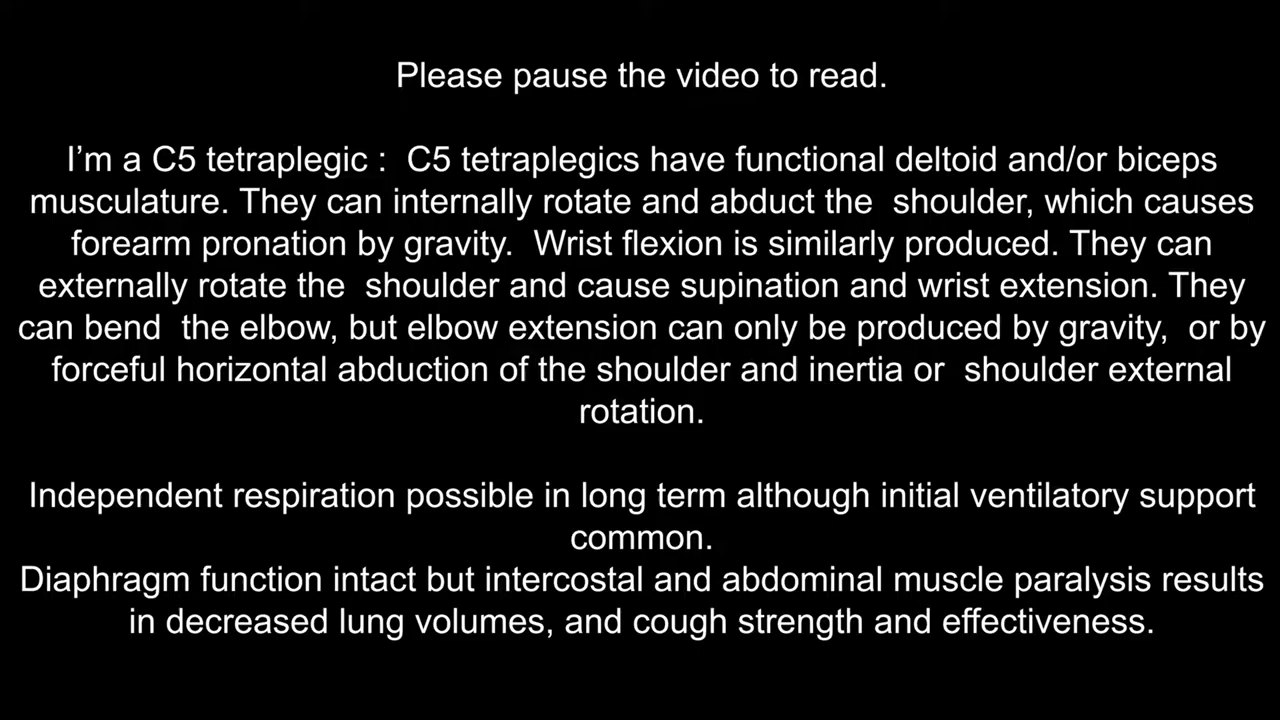 Please pause the video to read.
I’m a C5 tetraplegic :  C5 tetraplegics have functional deltoid and/or biceps
musculature. They can internally rotate and abduct the  shoulder, which causes
forearm pronation by gravity.  Wrist flexion is similarly produced. They can
externally rotate the  shoulder and cause supination and wrist extension. They
can bend  the elbow, but elbow extension can only be produced by gravity,  or by
forceful horizontal abduction of the shoulder and inertia or  shoulder external
rotation.
Independent respiration possible in long term although initial ventilatory support
common.
Diaphragm function intact but intercostal and abdominal muscle paralysis results
in decreased lung volumes, and cough strength and effectiveness.